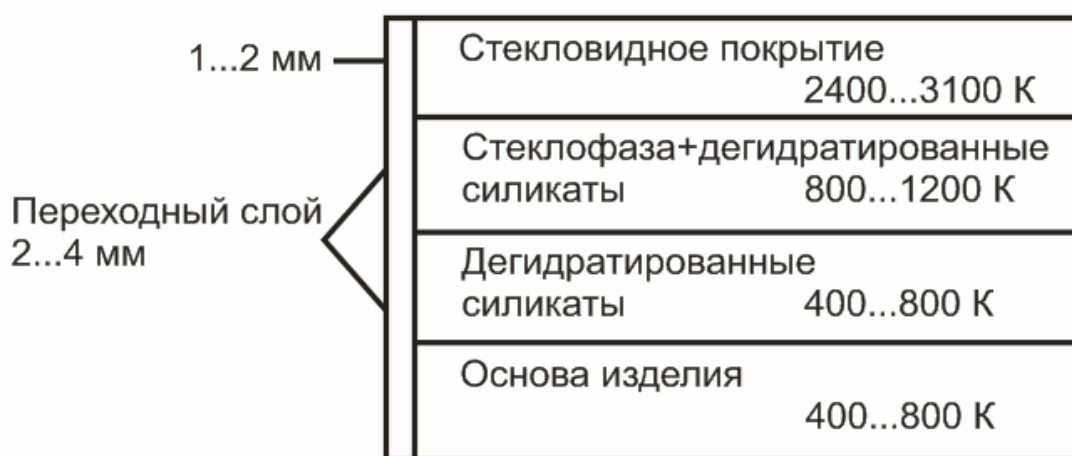 1...2 мм
Стекловидное покрытие
2400...3100 К
Стеклофаза+дегидратированные
силикаты 800...1200 К
Переходный слой
2...4 мм
Дегидратированные
силикаты 400...800 К
Основа изделия
400...800 К